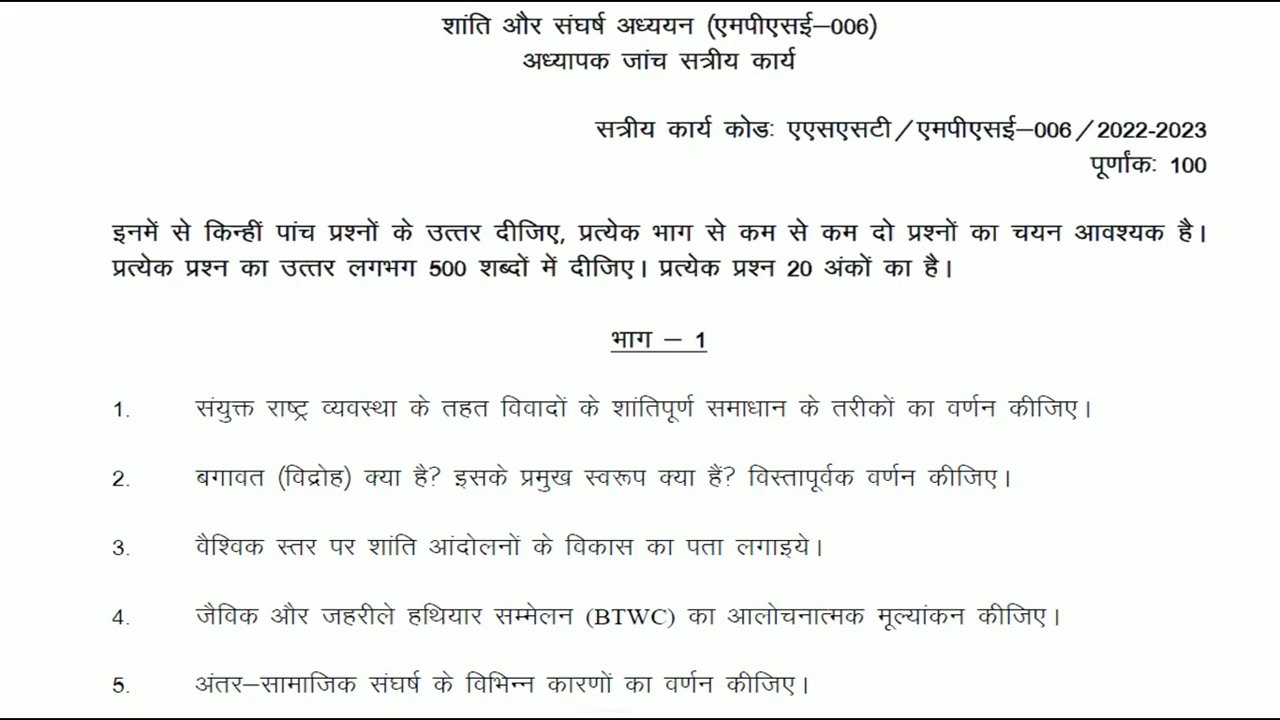 शांति और संघर्ष अध्ययन (एमपीएसई–006)
अध्यापक जांच सत्रीय कार्य
सत्रीय कार्य कोडः एएसएसटी/एमपीएसई–006/2022-2023
पूर्णांकः 100
इनमें से किन्हीं पांच प्रश्नों के उत्तर दीजिए, प्रत्येक भाग से कम से कम दो प्रश्नों का चयन आवश्यक है।
प्रत्येक प्रश्न का उत्तर लगभग 500 शब्दों में दीजिए। प्रत्येक प्रश्न 20 अंकों का है।
भाग – 1
1. संयुक्त राष्ट्र व्यवस्था के तहत विवादों के शांतिपूर्ण समाधान के तरीकों का वर्णन कीजिए।
2. बगावत (विद्रोह) क्या है? इसके प्रमुख स्वरूप क्या हैं? विस्तापूर्वक वर्णन कीजिए।
3. वैश्विक स्तर पर शांति आंदोलनों के विकास का पता लगाइये।
4. जैविक और जहरीले हथियार सम्मेलन (BTWC) का आलोचनात्मक मूल्यांकन कीजिए।
5. अंतर–सामाजिक संघर्ष के विभिन्न कारणों का वर्णन कीजिए।